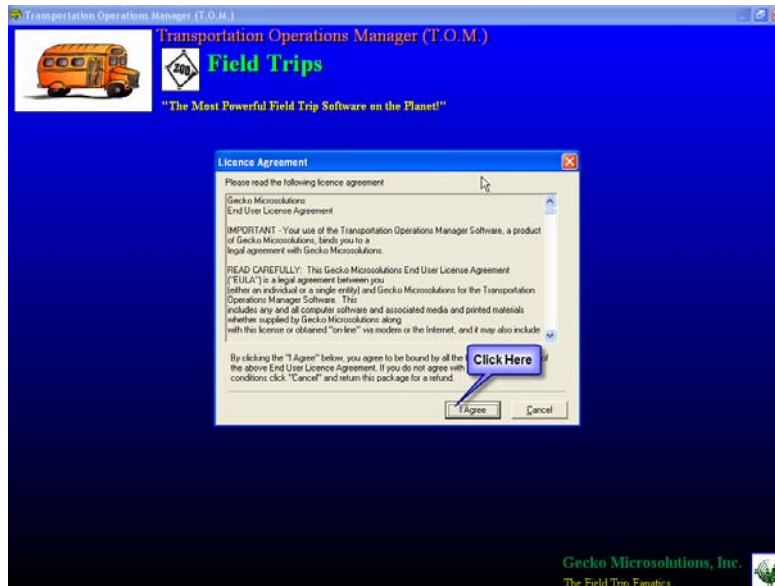 Transportation Operations Manager (T.O.M.)
Transportation Operations Manager (T.O.M.)
ZOO
Field Trips
"The Most Powerful Field Trip Software on the Planet!"
Licence Agreement
Please read the following licence agreement
Gecko Microsolutions
End User License Agreement
IMPORTANT - Your use of the Transportation Operations Manager Software, a product
of Gecko Microsolutions, binds you to a
legal agreement with Gecko Microsolutions.
READ CAREFULLY: This Gecko Microsolutions End User License Agreement
("EULA") is a legal agreement between you
(either an individual or a single entity) and Gecko Microsolutions for the Transportation
Operations Manager Software. This
includes any and all computer software and associated media and printed materials
whether supplied by Gecko Microsolutions along
with this license or obtained "on-line" via modem or the Internet, and it may also include
By clicking the "I Agree" below, you agree to be bound by all the of
the above End User Licence Agreement. If you do not agree with
conditions click "Cancel" and return this package for a refund.
Click Here
I Agree
Cancel
Gecko Microsolutions, Inc.
The Field Trip Fanatics